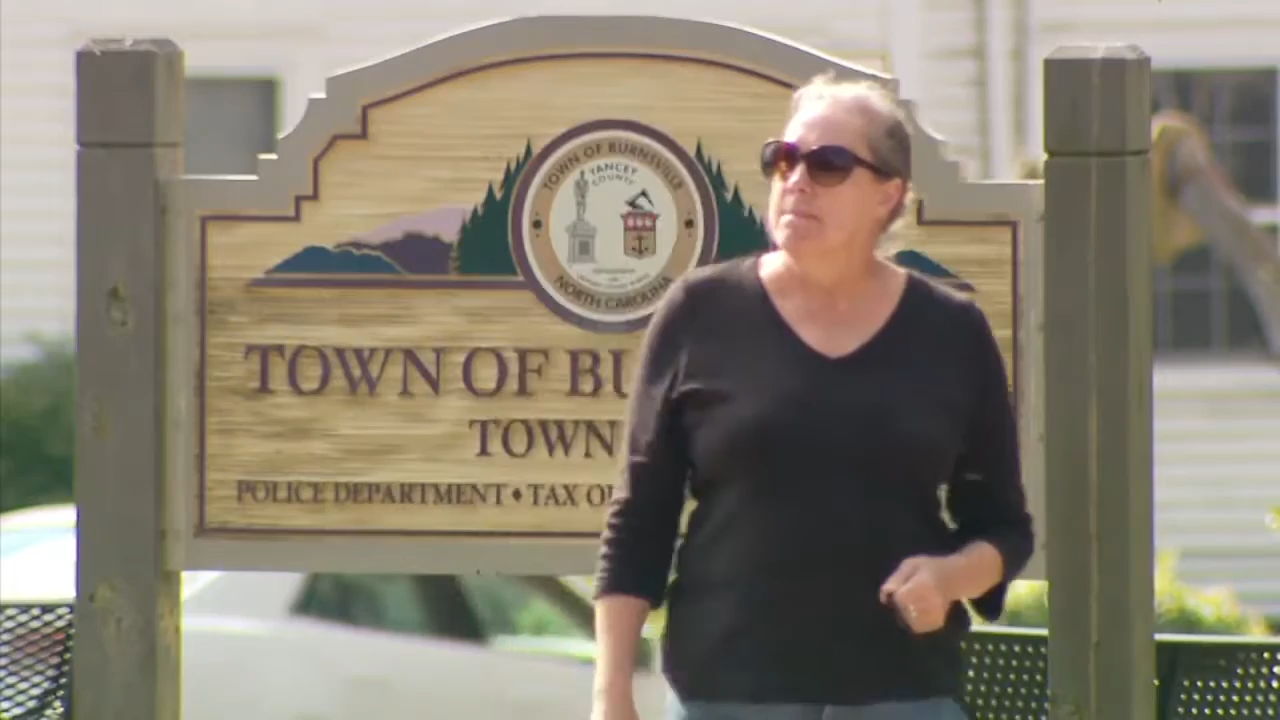 TOWN OF BURNSVILLE
YANCEY
COUNTY
NORTH CAROLINA
TOWN OF BU
TOWN
POLICE DEPARTMENT • TAX